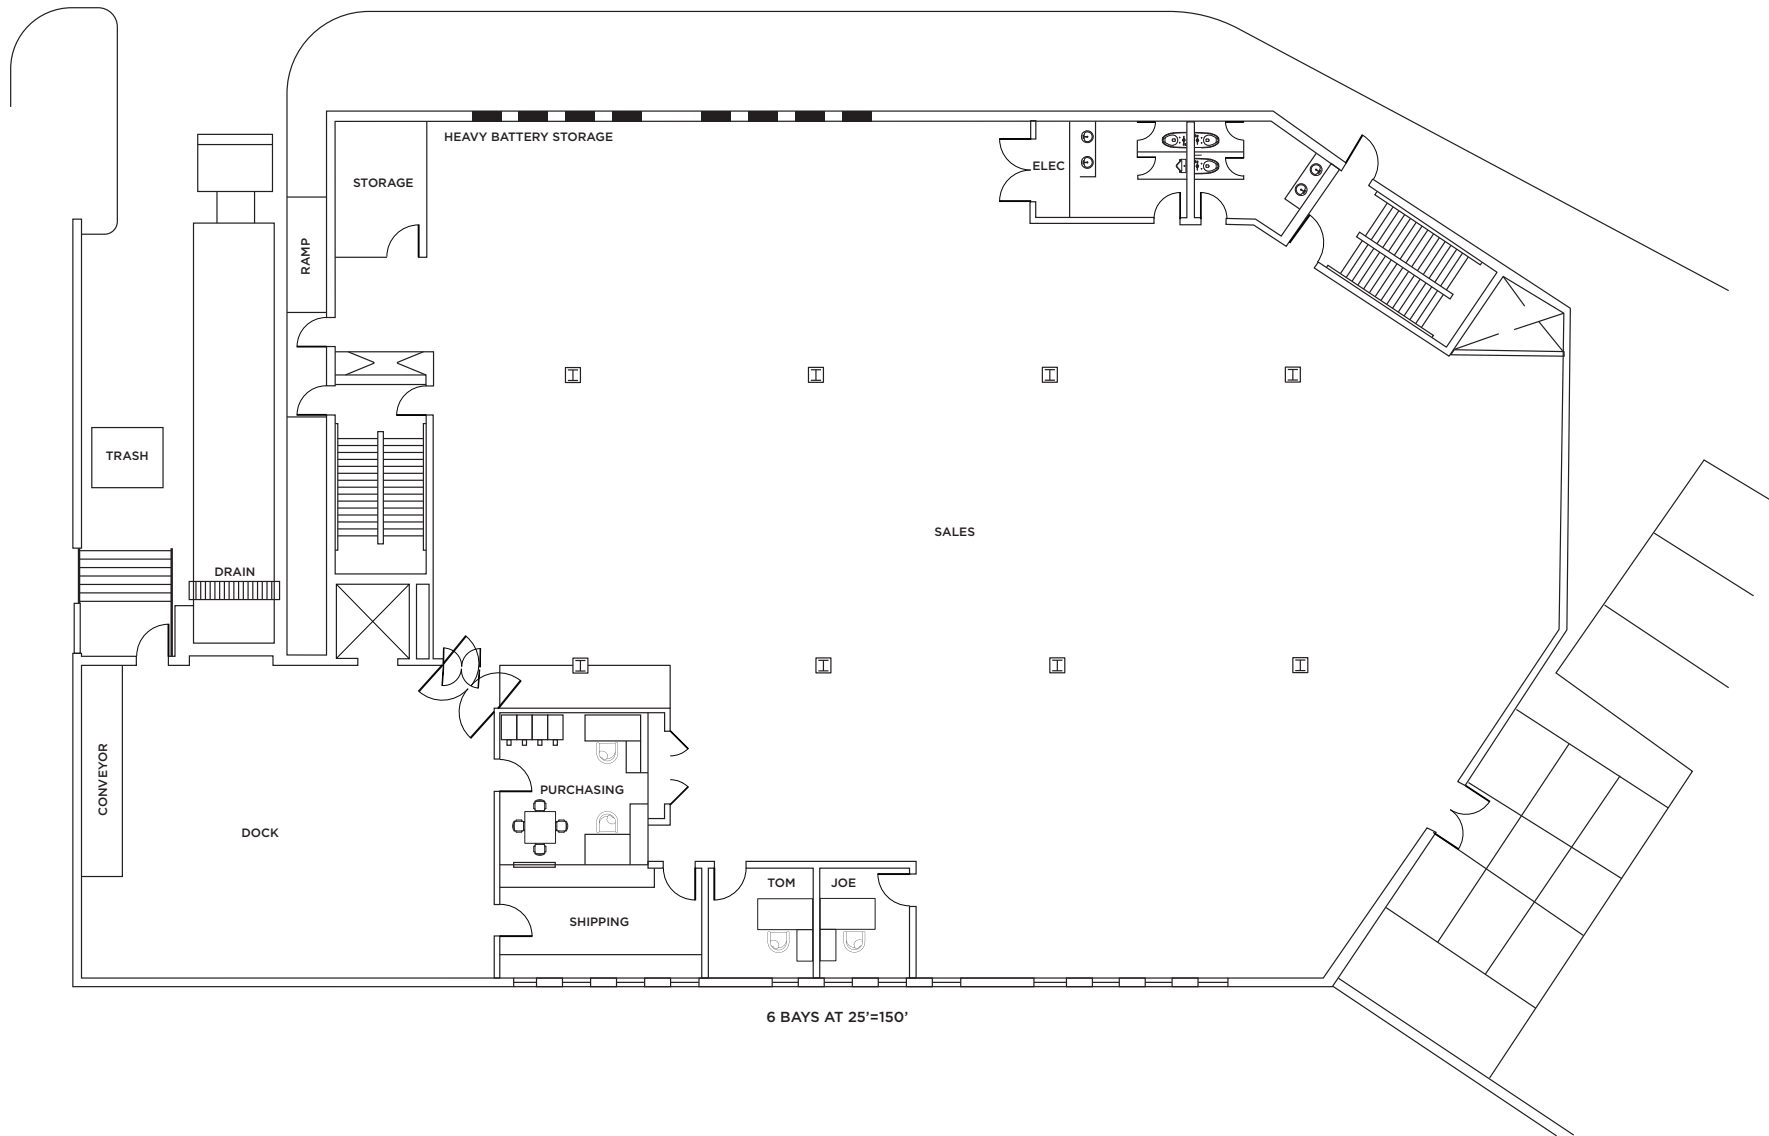 HEAVY BATTERY STORAGE
ELEC
STORAGE
RAMP
TRASH
SALES
DRAIN
CONVEYOR
PURCHASING
DOCK
TOM
JOE
SHIPPING
6 BAYS AT 25’=150’